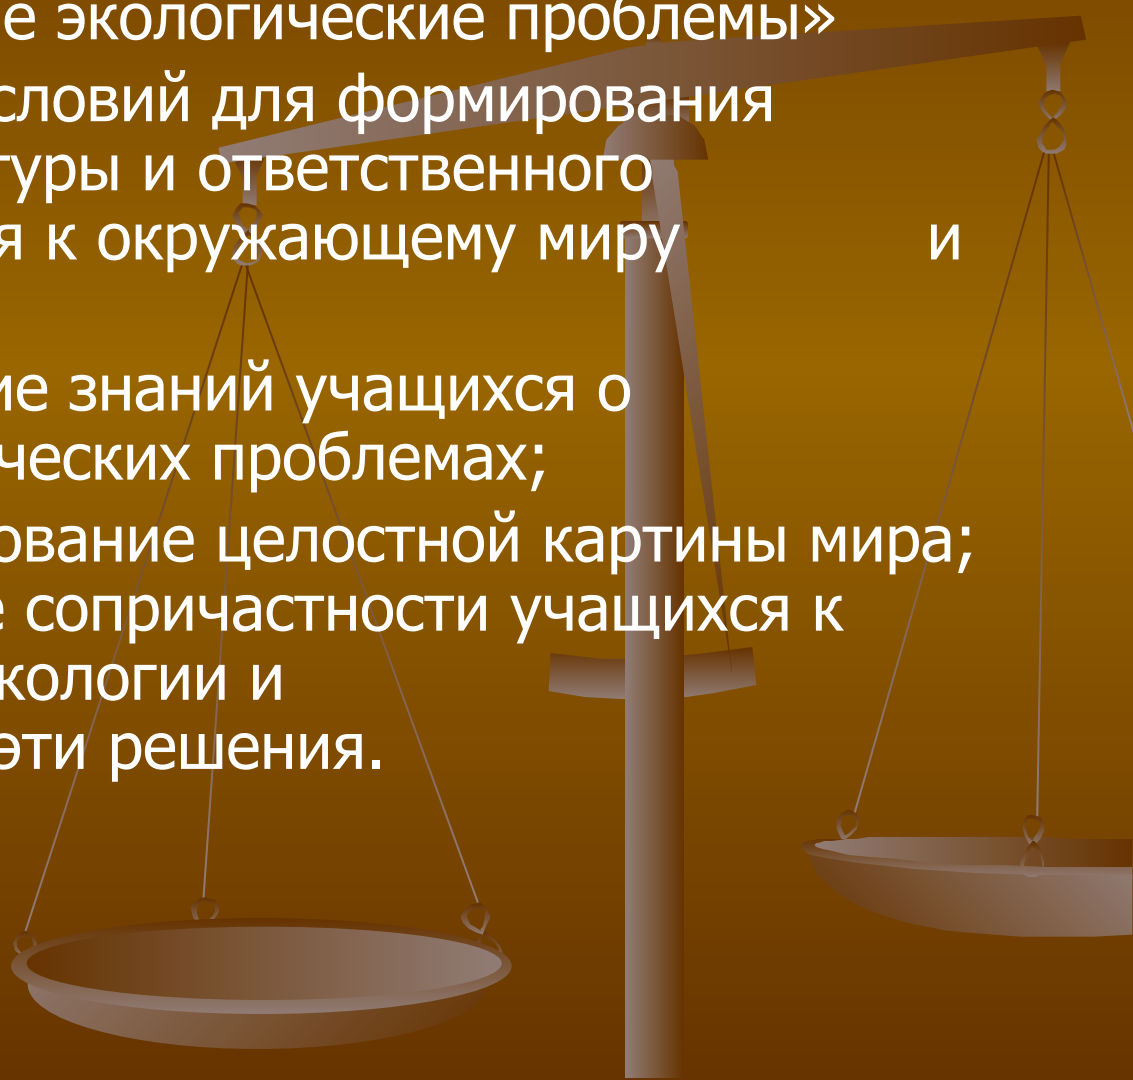 е экологические проблемы»
словий для формирования
туры и ответственного
я к окружающему миру и
ие знаний учащихся о
ческих проблемах;
ование целостной картины мира;
е сопричастности учащихся к
кологии и
эти решения.